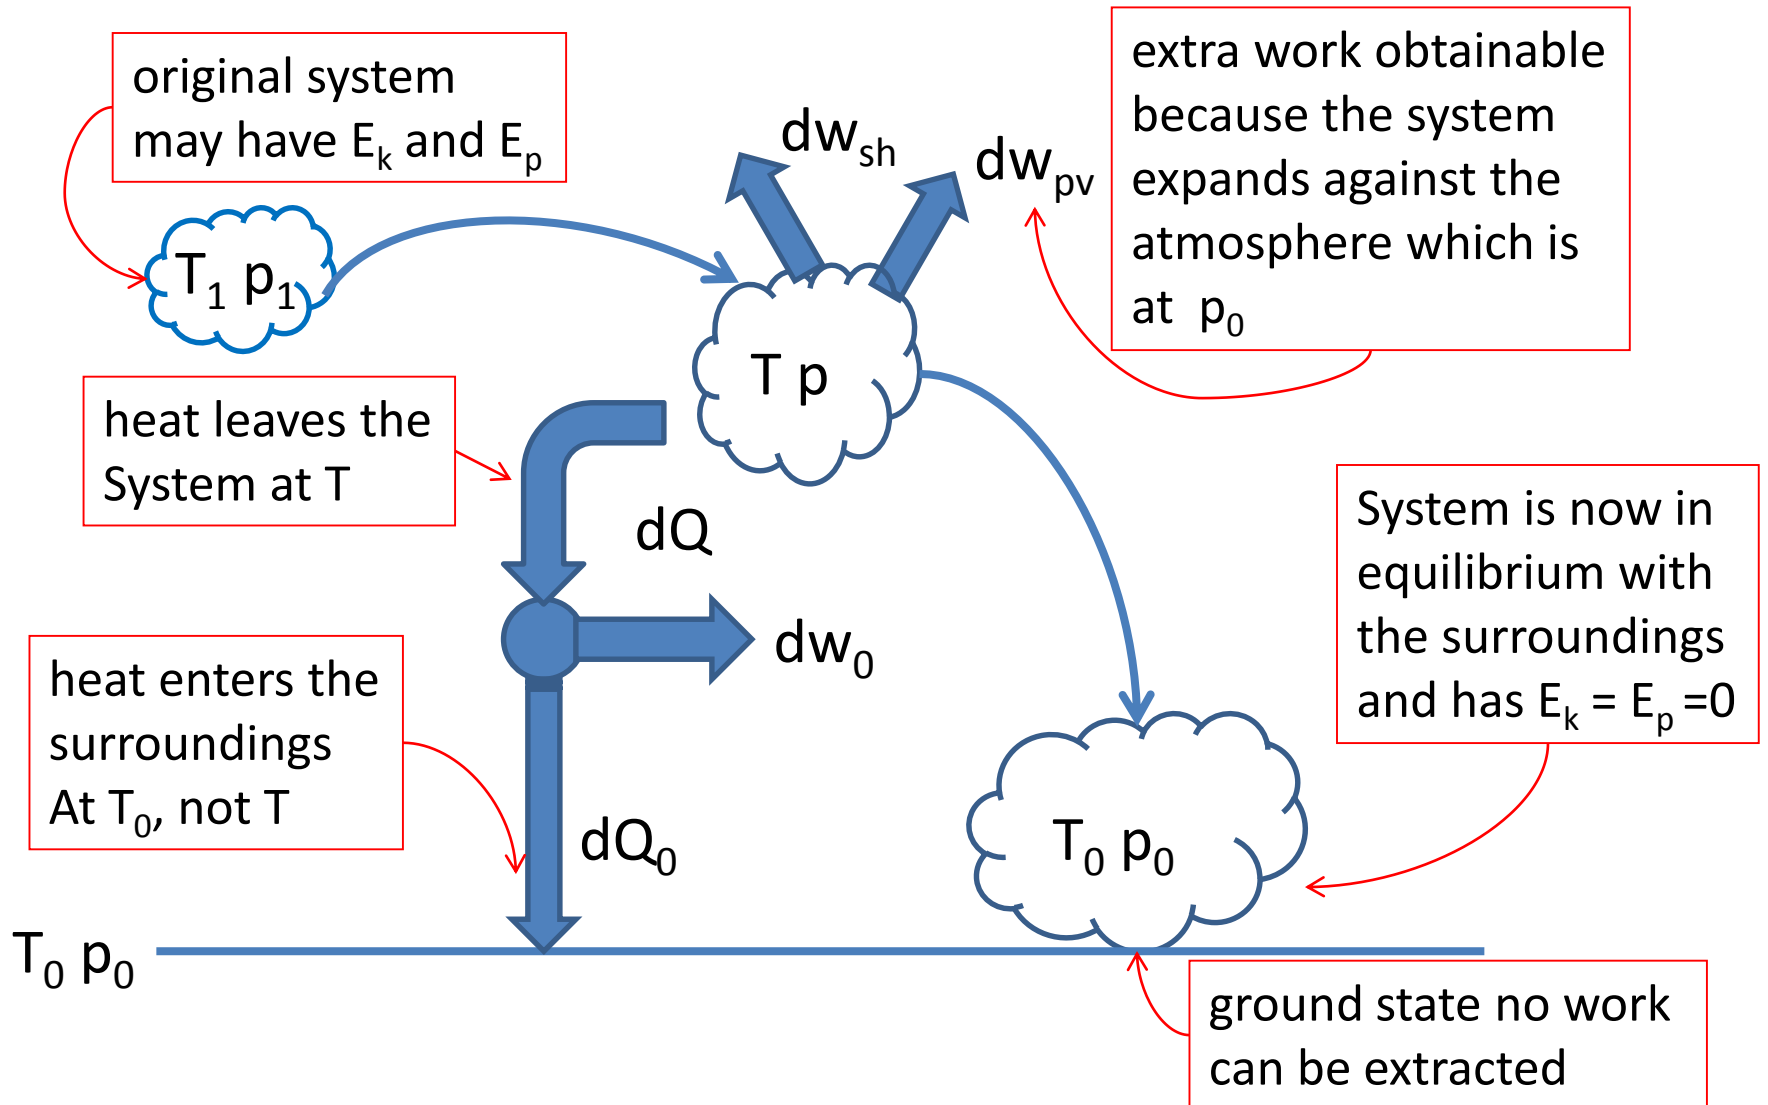 original system
may have Eₖ and Eₚ
extra work obtainable
because the system
expands against the
atmosphere which is
at p₀
dwₛₕ
dwₚᵥ
T₁ p₁
T p
heat leaves the
System at T
dQ
System is now in
equilibrium with
the surroundings
and has Eₖ = Eₚ =0
dw₀
heat enters the
surroundings
At T₀, not T
dQ₀
T₀ p₀
T₀ p₀
ground state no work
can be extracted